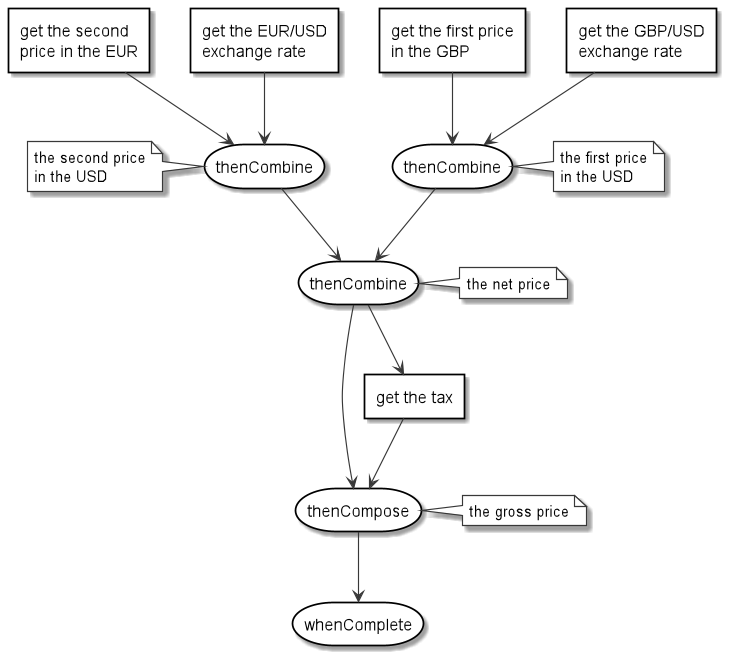 get the second
price in the EUR
get the EUR/USD
exchange rate
get the first price
in the GBP
get the GBP/USD
exchange rate
the second price
in the USD
thenCombine
thenCombine
the first price
in the USD
thenCombine
the net price
get the tax
thenCompose
the gross price
whenComplete